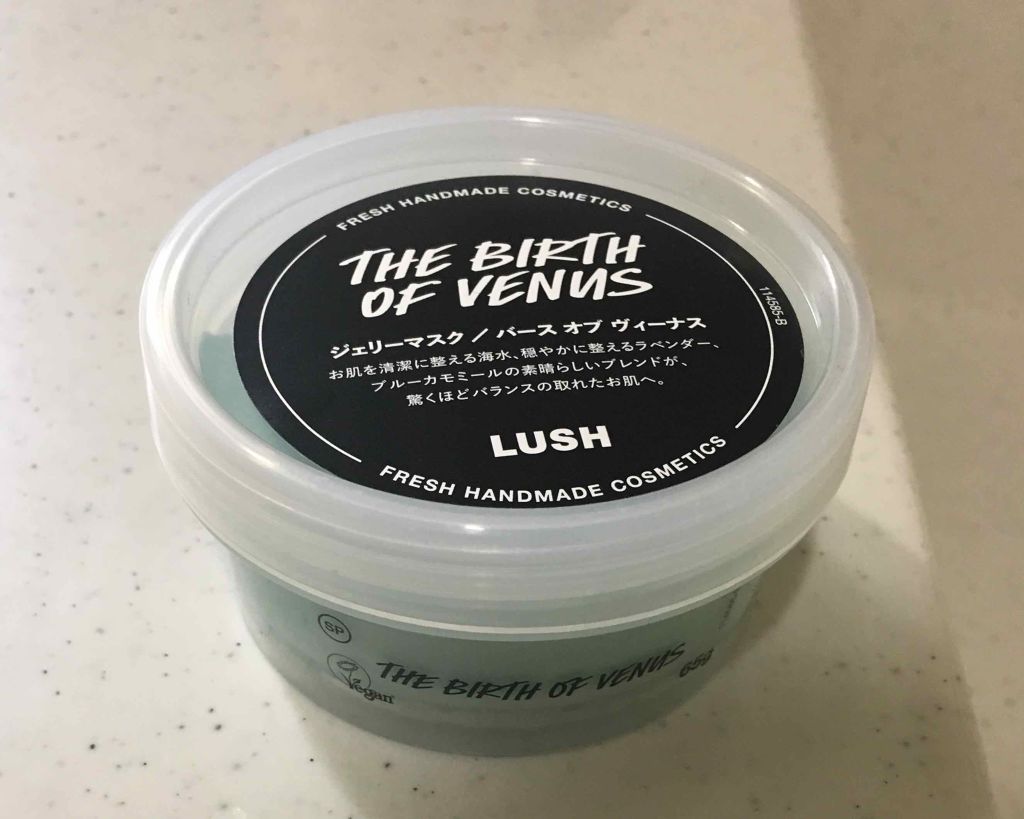 FRESH HANDMADE COSMETICS
THE BIRTH
OF VENUS
ジェリーマスク / バース オブ ヴィーナス
お肌を清潔に整える海水、穏やかに整えるラベンダー、
ブルーカモミールの素晴らしいブレンドが、
驚くほどバランスの取れたお肌へ。
114585-B
LUSH
FRESH HANDMADE COSMETICS
SP
Vegan
THE BIRTH OF VENUS 65g